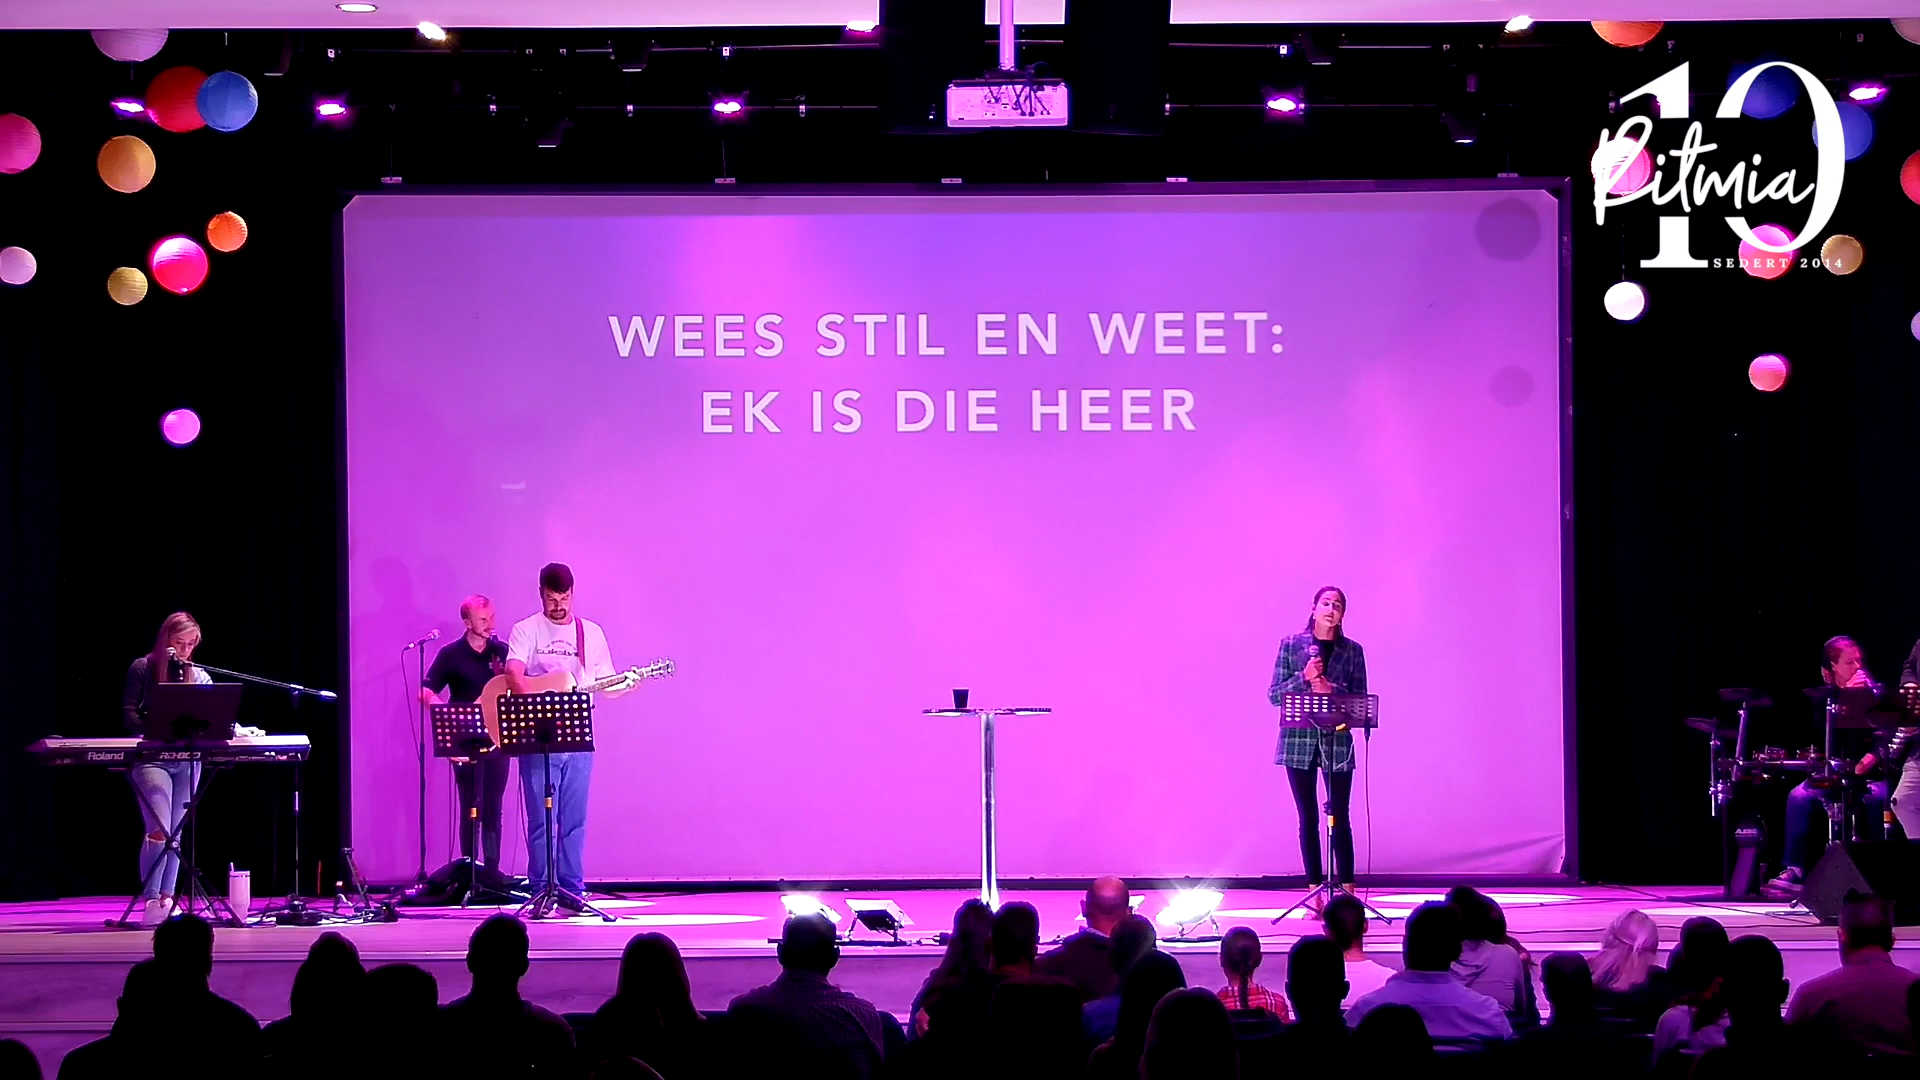 10
Ritmia
SEDERT 2014
WEES STIL EN WEET:
EK IS DIE HEER
Roland